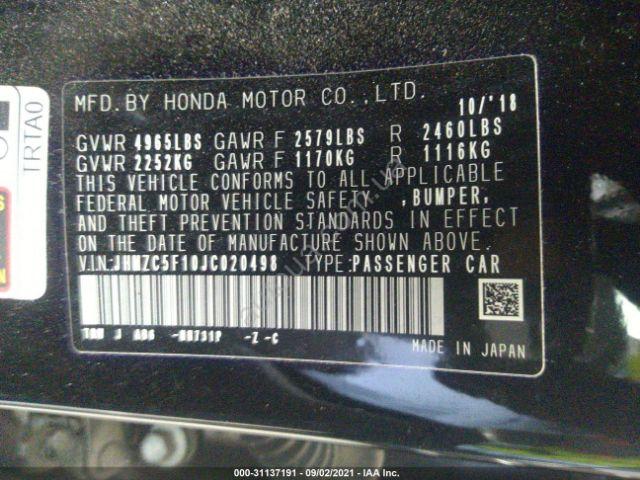 MFD.BY HONDA MOTOR CO.,LTD. 10/'18
GVWR 4965LBS GAWR F 2579LBS R 2460LBS
GVWR 2252KG GAWR F 1170KG R 1116KG
THIS VEHICLE CONFORMS TO ALL APPLICABLE
FEDERAL MOTOR VEHICLE SAFETY ,BUMPER,
AND THEFT PREVENTION STANDARDS IN EFFECT
ON THE DATE OF MANUFACTURE SHOWN ABOVE.
V.IN:JHMZC5F10JC020498 TYPE:PASSENGER CAR
-NH731P -Z -C
MADE IN JAPAN
TRTA0
000-31137191 - 09/02/2021 - IAA Inc.